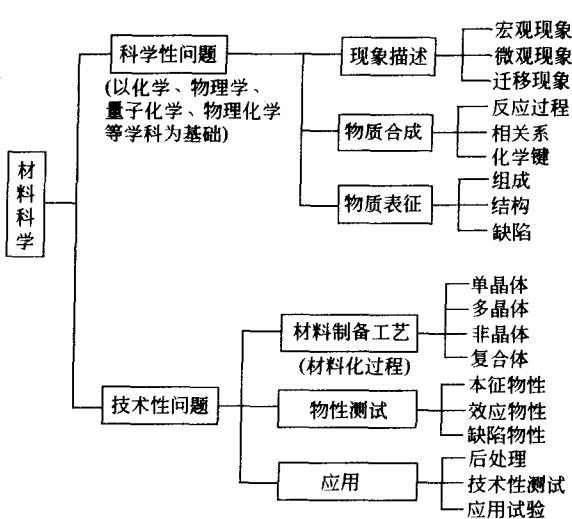 材料科学
科学性问题
(以化学、物理学、
量子化学、物理化学
等学科为基础)
现象描述
宏观现象
微观现象
迁移现象
物质合成
反应过程
相关系
化学键
物质表征
组成
结构
缺陷
技术性问题
材料制备工艺
(材料化过程)
单晶体
多晶体
非晶体
复合体
物性测试
本征物性
效应物性
缺陷物性
应用
后处理
技术性测试
应用试验